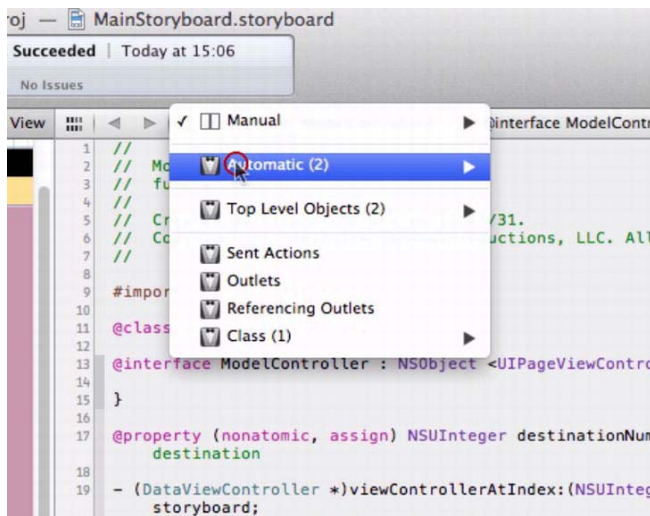 oj — MainStoryboard.storyboard
Succeeded | Today at 15:06
No Issues
View
✓ Manual
@interface ModelContr
1 //
2 // Mo
Automatic (2)
3 // fu
4 //
Top Level Objects (2)
5 // Cr /31.
6 // Co uctions, LLC. All
7 //
Sent Actions
8
Outlets
9 #impor
Referencing Outlets
10
11 @class
Class (1)
12
13 @interface ModelController : NSObject <UIPageViewContro
14
15 }
16
17 @property (nonatomic, assign) NSUInteger destinationNum
destination
18
19 - (DataViewController *)viewControllerAtIndex:(NSUInteg
storyboard;